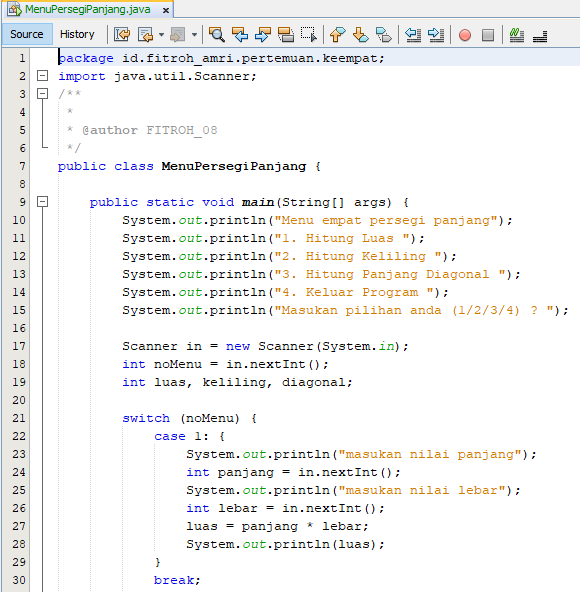 MenuPersegiPanjang.java x
Source History
1 package id.fitroh_amri.pertemuan.keempat;
2 import java.util.Scanner;
3 /**
4  *
5  * @author FITROH_08
6  */
7 public class MenuPersegiPanjang {
8
9     public static void main(String[] args) {
10         System.out.println("Menu empat persegi panjang");
11         System.out.println("1. Hitung Luas ");
12         System.out.println("2. Hitung Keliling ");
13         System.out.println("3. Hitung Panjang Diagonal ");
14         System.out.println("4. Keluar Program ");
15         System.out.println("Masukan pilihan anda (1/2/3/4) ? ");
16
17         Scanner in = new Scanner(System.in);
18         int noMenu = in.nextInt();
19         int luas, keliling, diagonal;
20
21         switch (noMenu) {
22             case 1: {
23                 System.out.println("masukan nilai panjang");
24                 int panjang = in.nextInt();
25                 System.out.println("masukan nilai lebar");
26                 int lebar = in.nextInt();
27                 luas = panjang * lebar;
28                 System.out.println(luas);
29             }
30             break;